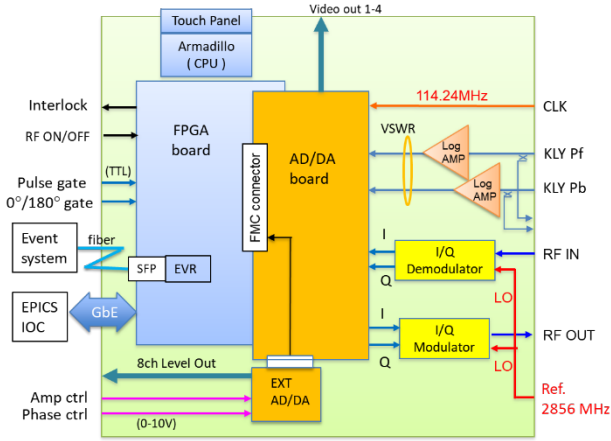 Touch Panel
Video out 1-4
Armadillo
( CPU )
114.24MHz
CLK
Interlock
FPGA
board
VSWR
Log
AMP
KLY Pf
RF ON/OFF
AD/DA
board
Log
AMP
KLY Pb
Pulse gate
(TTL)
0°/180° gate
FMC connector
I
Event
system
fiber
I/Q
Demodulator
RF IN
SFP
EVR
Q
LO
EPICS
IOC
GbE
I
I/Q
Modulator
RF OUT
Q
8ch Level Out
LO
EXT
AD/DA
Ref.
2856 MHz
Amp ctrl
Phase ctrl
(0-10V)